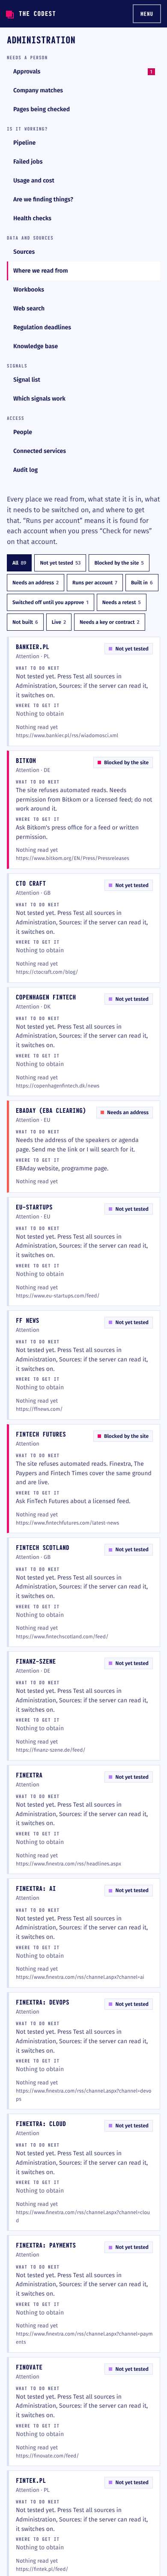 THE CODEST
MENU
ADMINISTRATION
NEEDS A PERSON
Approvals
1
Company matches
Pages being checked
IS IT WORKING?
Pipeline
Failed jobs
Usage and cost
Are we finding things?
Health checks
DATA AND SOURCES
Sources
Where we read from
Workbooks
Web search
Regulation deadlines
Knowledge base
SIGNALS
Signal list
Which signals work
ACCESS
People
Connected services
Audit log
Every place we read from, what state it is in, what
it needs to be switched on, and where to get
that. “Runs per account” means it is found for
each account when you press “Check for news”
on that account.
All 89
Not yet tested 53
Blocked by the site 5
Needs an address 2
Runs per account 7
Built in 6
Switched off until you approve 1
Needs a retest 5
Not built 6
Live 2
Needs a key or contract 2
BANKIER.PL
Not yet tested
Attention · PL
WHAT TO DO NEXT
Not tested yet. Press Test all sources in
Administration, Sources: if the server can read it,
it switches on.
WHERE TO GET IT
Nothing to obtain
Nothing read yet
https://www.bankier.pl/rss/wiadomosci.xml
BITKOM
Blocked by the site
Attention · DE
WHAT TO DO NEXT
The site refuses automated reads. Needs
permission from Bitkom or a licensed feed; do not
work around it.
WHERE TO GET IT
Ask Bitkom's press office for a feed or written
permission.
Nothing read yet
https://www.bitkom.org/EN/Press/Pressreleases
CTO CRAFT
Not yet tested
Attention · GB
WHAT TO DO NEXT
Not tested yet. Press Test all sources in
Administration, Sources: if the server can read it,
it switches on.
WHERE TO GET IT
Nothing to obtain
Nothing read yet
https://ctocraft.com/blog/
COPENHAGEN FINTECH
Not yet tested
Attention · DK
WHAT TO DO NEXT
Not tested yet. Press Test all sources in
Administration, Sources: if the server can read it,
it switches on.
WHERE TO GET IT
Nothing to obtain
Nothing read yet
https://copenhagenfintech.dk/news
EBADAY (EBA CLEARING)
Needs an address
Attention · EU
WHAT TO DO NEXT
Needs the address of the speakers or agenda
page. Send me the link or I will search for it.
WHERE TO GET IT
EBAday website, programme page.
Nothing read yet
EU-STARTUPS
Not yet tested
Attention · EU
WHAT TO DO NEXT
Not tested yet. Press Test all sources in
Administration, Sources: if the server can read it,
it switches on.
WHERE TO GET IT
Nothing to obtain
Nothing read yet
https://www.eu-startups.com/feed/
FF NEWS
Not yet tested
Attention
WHAT TO DO NEXT
Not tested yet. Press Test all sources in
Administration, Sources: if the server can read it,
it switches on.
WHERE TO GET IT
Nothing to obtain
Nothing read yet
https://ffnews.com/
FINTECH FUTURES
Blocked by the site
Attention
WHAT TO DO NEXT
The site refuses automated reads. Finextra, The
Paypers and Fintech Times cover the same ground
and are live.
WHERE TO GET IT
Ask FinTech Futures about a licensed feed.
Nothing read yet
https://www.fintechfutures.com/latest-news
FINTECH SCOTLAND
Not yet tested
Attention · GB
WHAT TO DO NEXT
Not tested yet. Press Test all sources in
Administration, Sources: if the server can read it,
it switches on.
WHERE TO GET IT
Nothing to obtain
Nothing read yet
https://www.fintechscotland.com/feed/
FINANZ-SZENE
Not yet tested
Attention · DE
WHAT TO DO NEXT
Not tested yet. Press Test all sources in
Administration, Sources: if the server can read it,
it switches on.
WHERE TO GET IT
Nothing to obtain
Nothing read yet
https://finanz-szene.de/feed/
FINEXTRA
Not yet tested
Attention
WHAT TO DO NEXT
Not tested yet. Press Test all sources in
Administration, Sources: if the server can read it,
it switches on.
WHERE TO GET IT
Nothing to obtain
Nothing read yet
https://www.finextra.com/rss/headlines.aspx
FINEXTRA: AI
Not yet tested
Attention
WHAT TO DO NEXT
Not tested yet. Press Test all sources in
Administration, Sources: if the server can read it,
it switches on.
WHERE TO GET IT
Nothing to obtain
Nothing read yet
https://www.finextra.com/rss/channel.aspx?channel=ai
FINEXTRA: DEVOPS
Not yet tested
Attention
WHAT TO DO NEXT
Not tested yet. Press Test all sources in
Administration, Sources: if the server can read it,
it switches on.
WHERE TO GET IT
Nothing to obtain
Nothing read yet
https://www.finextra.com/rss/channel.aspx?channel=devo
ps
FINEXTRA: CLOUD
Not yet tested
Attention
WHAT TO DO NEXT
Not tested yet. Press Test all sources in
Administration, Sources: if the server can read it,
it switches on.
WHERE TO GET IT
Nothing to obtain
Nothing read yet
https://www.finextra.com/rss/channel.aspx?channel=clou
d
FINEXTRA: PAYMENTS
Not yet tested
Attention
WHAT TO DO NEXT
Not tested yet. Press Test all sources in
Administration, Sources: if the server can read it,
it switches on.
WHERE TO GET IT
Nothing to obtain
Nothing read yet
https://www.finextra.com/rss/channel.aspx?channel=paym
ents
FINOVATE
Not yet tested
Attention
WHAT TO DO NEXT
Not tested yet. Press Test all sources in
Administration, Sources: if the server can read it,
it switches on.
WHERE TO GET IT
Nothing to obtain
Nothing read yet
https://finovate.com/feed/
FINTEK.PL
Not yet tested
Attention · PL
WHAT TO DO NEXT
Not tested yet. Press Test all sources in
Administration, Sources: if the server can read it,
it switches on.
WHERE TO GET IT
Nothing to obtain
Nothing read yet
https://fintek.pl/feed/